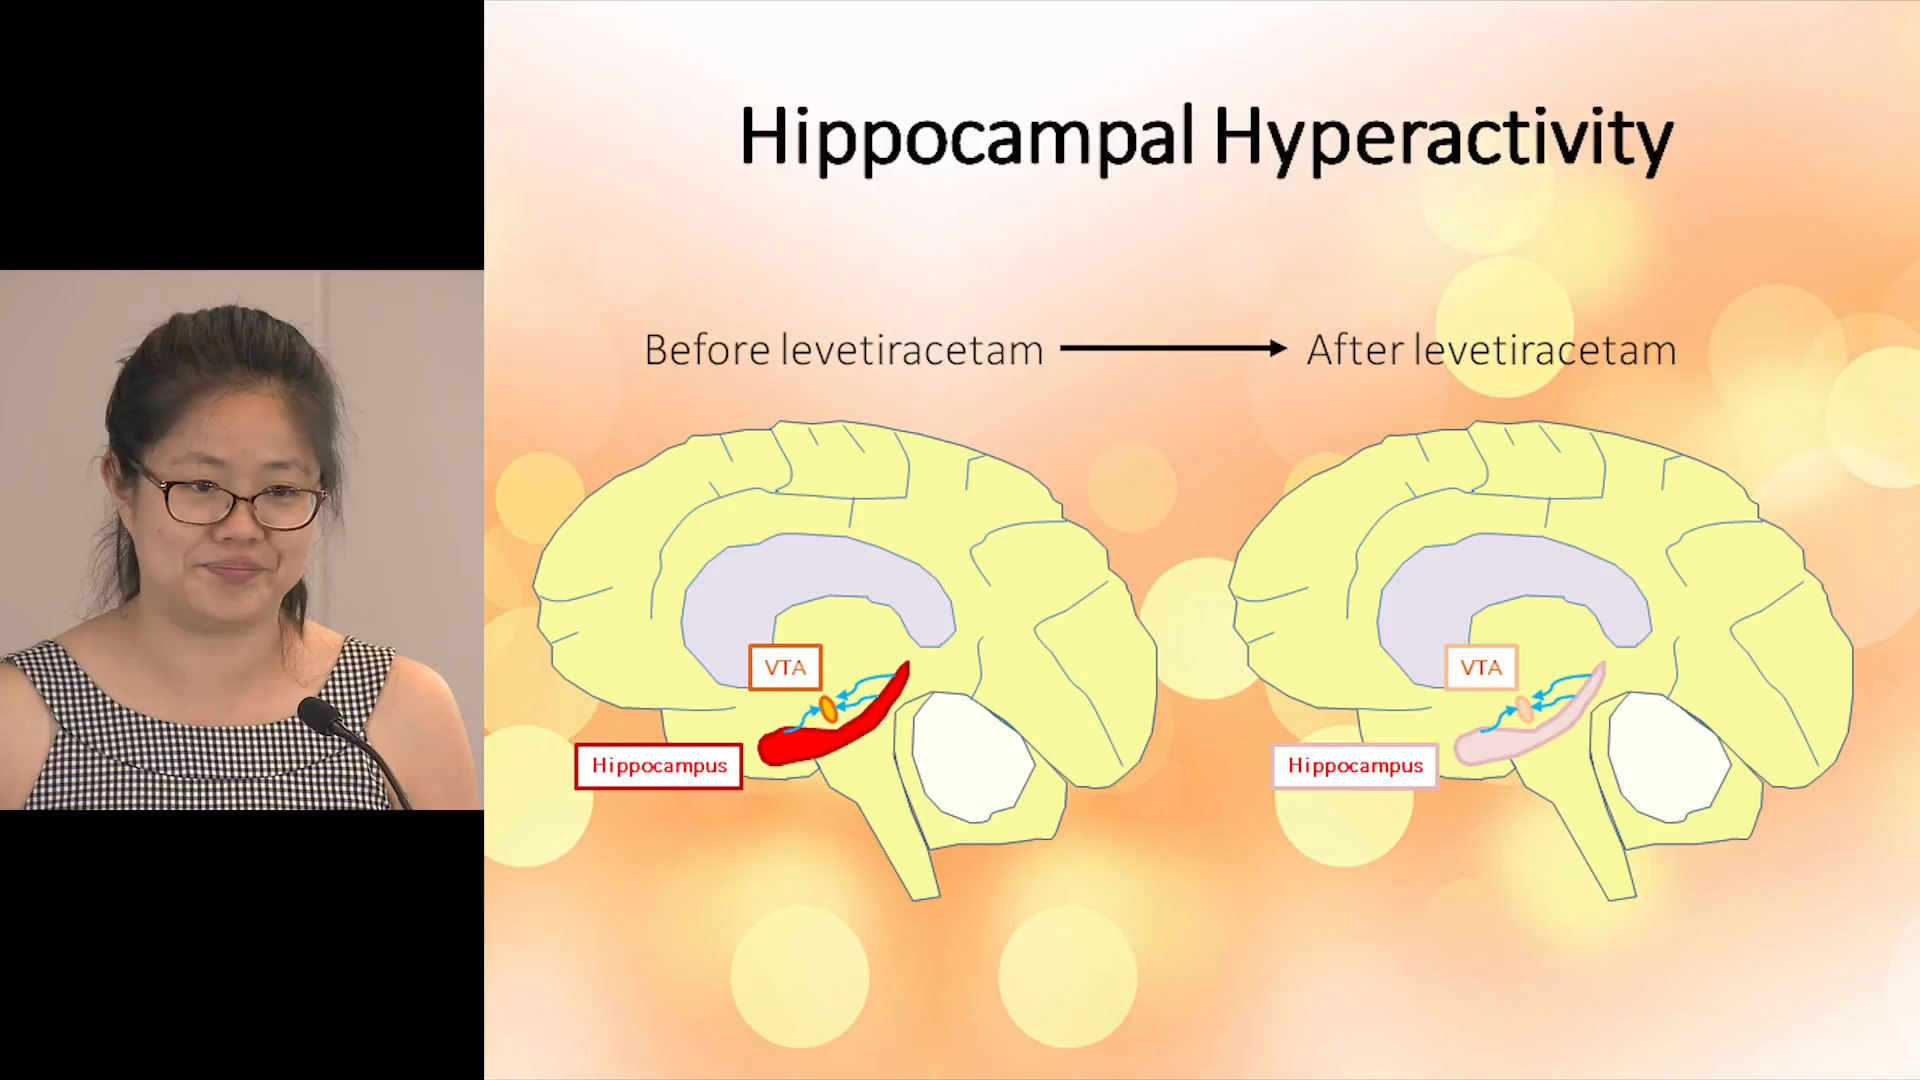 Hippocampal Hyperactivity
Before levetiracetam
After levetiracetam
VTA
Hippocampus
VTA
Hippocampus